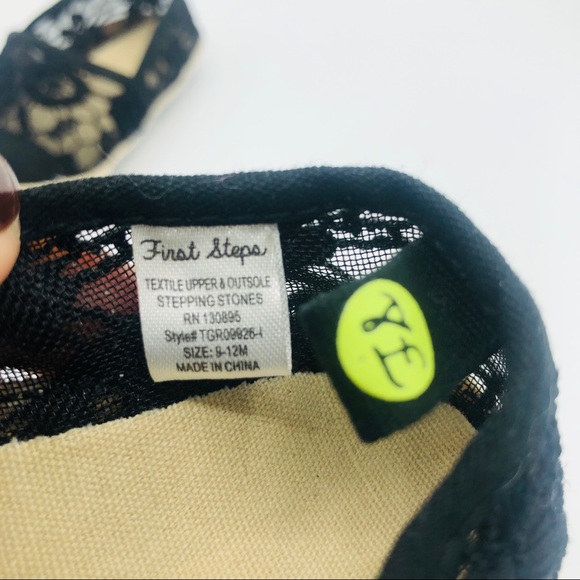 First Steps
TEXTILE UPPER & OUTSOLE
STEPPING STONES
RN 130895
Style# TGR09926-I
SIZE: 9-12M
MADE IN CHINA